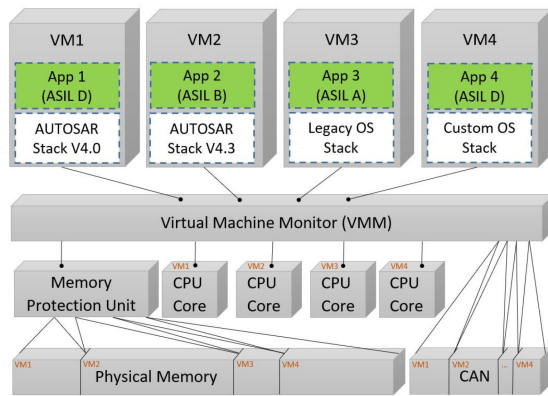 VM1
VM2
VM3
VM4
App 1
(ASIL D)
App 2
(ASIL B)
App 3
(ASIL A)
App 4
(ASIL D)
AUTOSAR
Stack V4.0
AUTOSAR
Stack V4.3
Legacy OS
Stack
Custom OS
Stack
Virtual Machine Monitor (VMM)
Memory
Protection Unit
VM1
CPU
Core
VM2
CPU
Core
VM3
CPU
Core
VM4
CPU
Core
VM1
VM2
VM3
VM4
Physical Memory
VM1
VM2
...
VM4
CAN